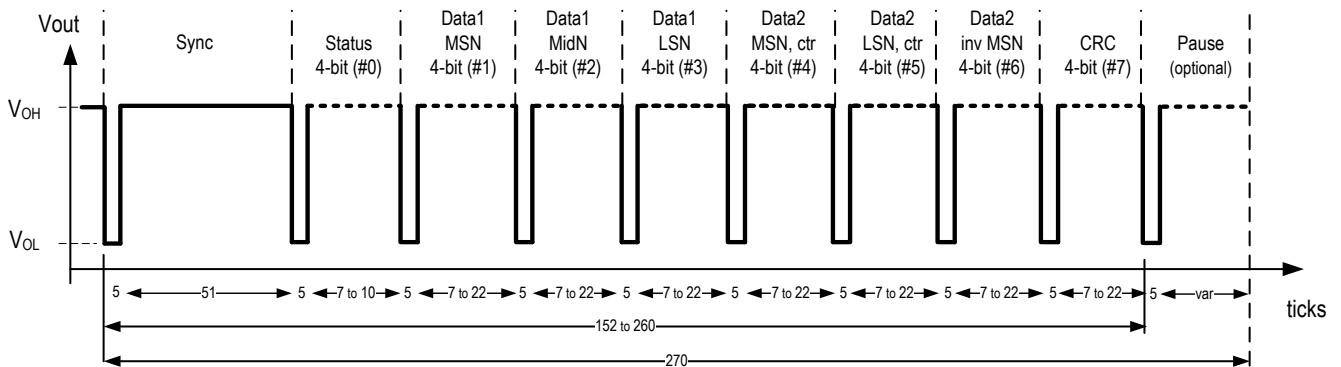 Vout
Sync
Status
4-bit (#0)
Data1
MSN
4-bit (#1)
Data1
MidN
4-bit (#2)
Data1
LSN
4-bit (#3)
Data2
MSN, ctr
4-bit (#4)
Data2
LSN, ctr
4-bit (#5)
Data2
inv MSN
4-bit (#6)
CRC
4-bit (#7)
Pause
(optional)
VOH
VOL
5 51 5 7 to 10 5 7 to 22 5 7 to 22 5 7 to 22 5 7 to 22 5 7 to 22 5 7 to 22 5 7 to 22 5 var
ticks
152 to 260
270